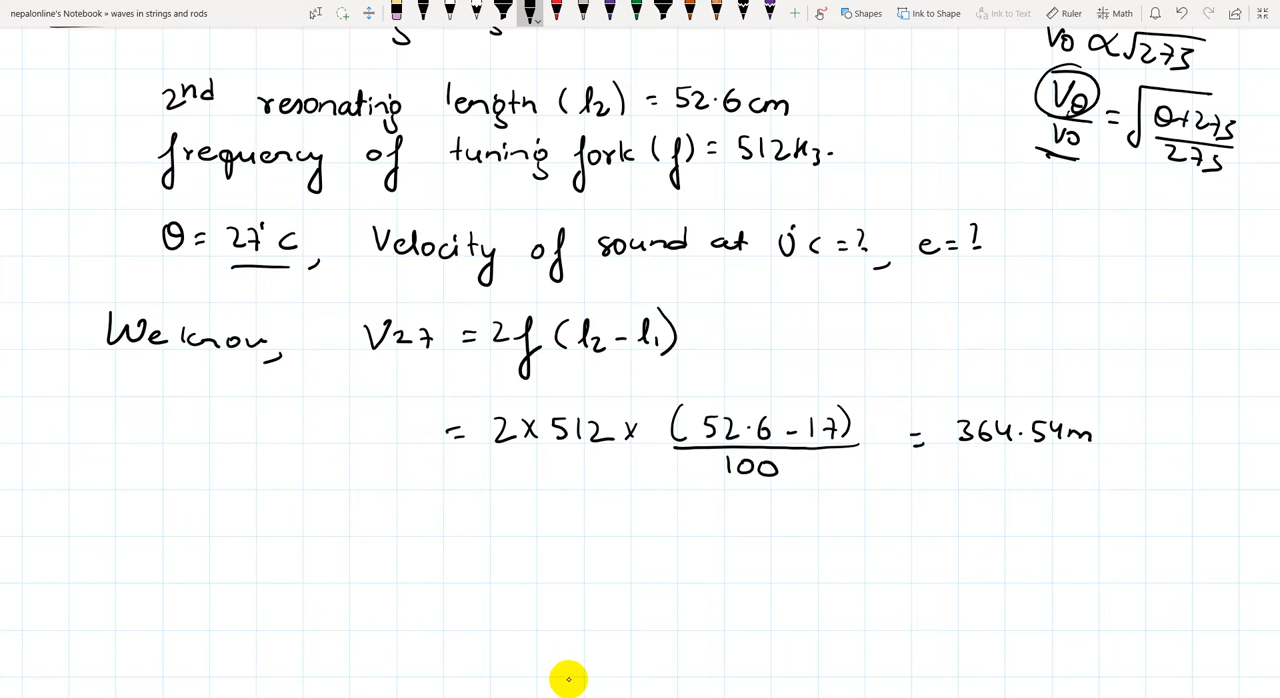 nepalonline's Notebook » waves in strings and rods
Shapes Ink to Shape Ink to Text Ruler Math
V0 ∝ √273
2nd resonating length (l2) = 52.6 cm
Vθ/V0 = √(θ+273/273)
frequency of tuning fork (f) = 512Hz.
θ = 27°C, Velocity of sound at 0°C = ?, e = ?
We know, V27 = 2f (l2 - l1)
= 2 × 512 × (52.6 - 17)/100 = 364.54m